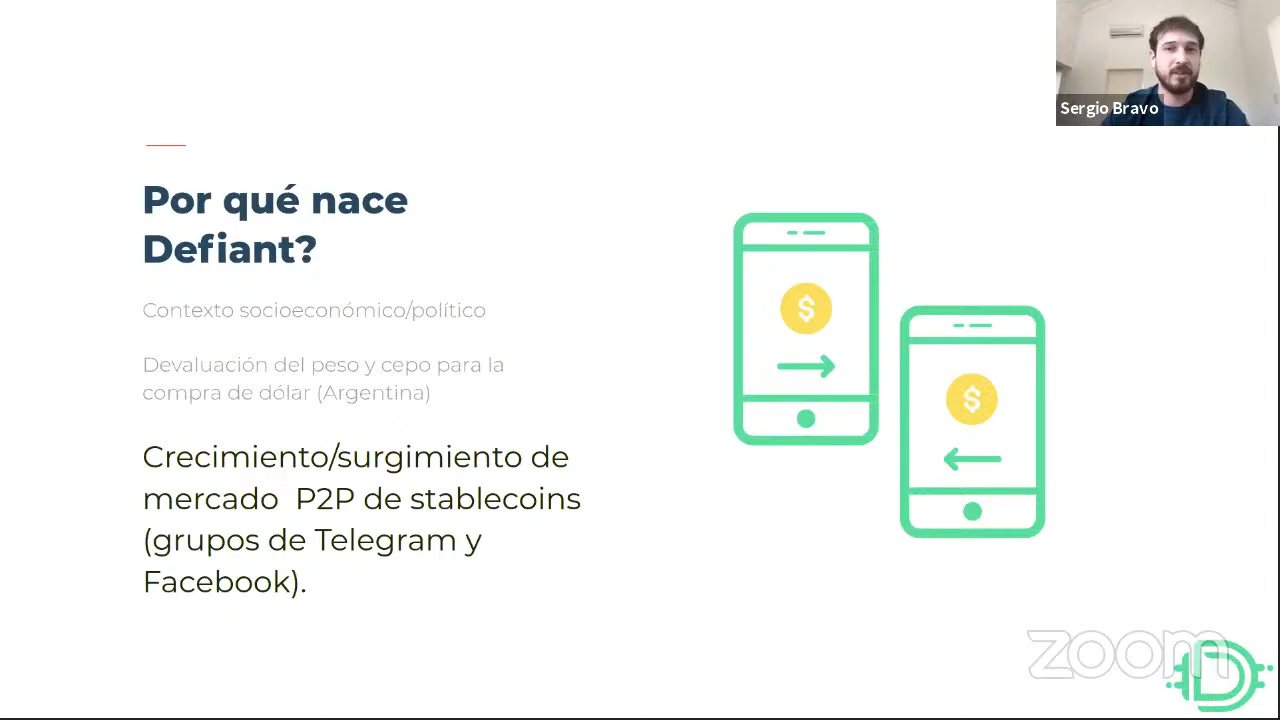 Sergio Bravo
Por qué nace
Defiant?
Contexto socioeconómico/político
Devaluación del peso y cepo para la
compra de dólar (Argentina)
Crecimiento/surgimiento de
mercado P2P de stablecoins
(grupos de Telegram y
Facebook).
$
$
zoom
D